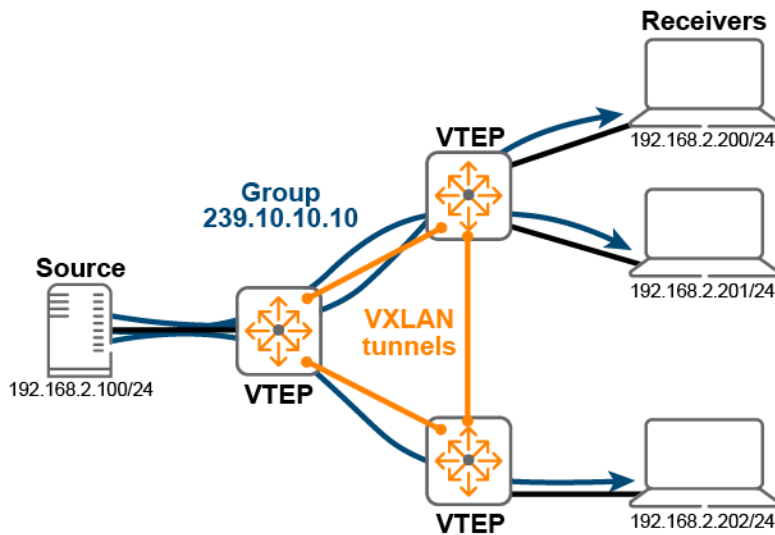 Receivers
192.168.2.200/24
VTEP
Group
239.10.10.10
192.168.2.201/24
Source
192.168.2.100/24
VTEP
VXLAN
tunnels
VTEP
192.168.2.202/24